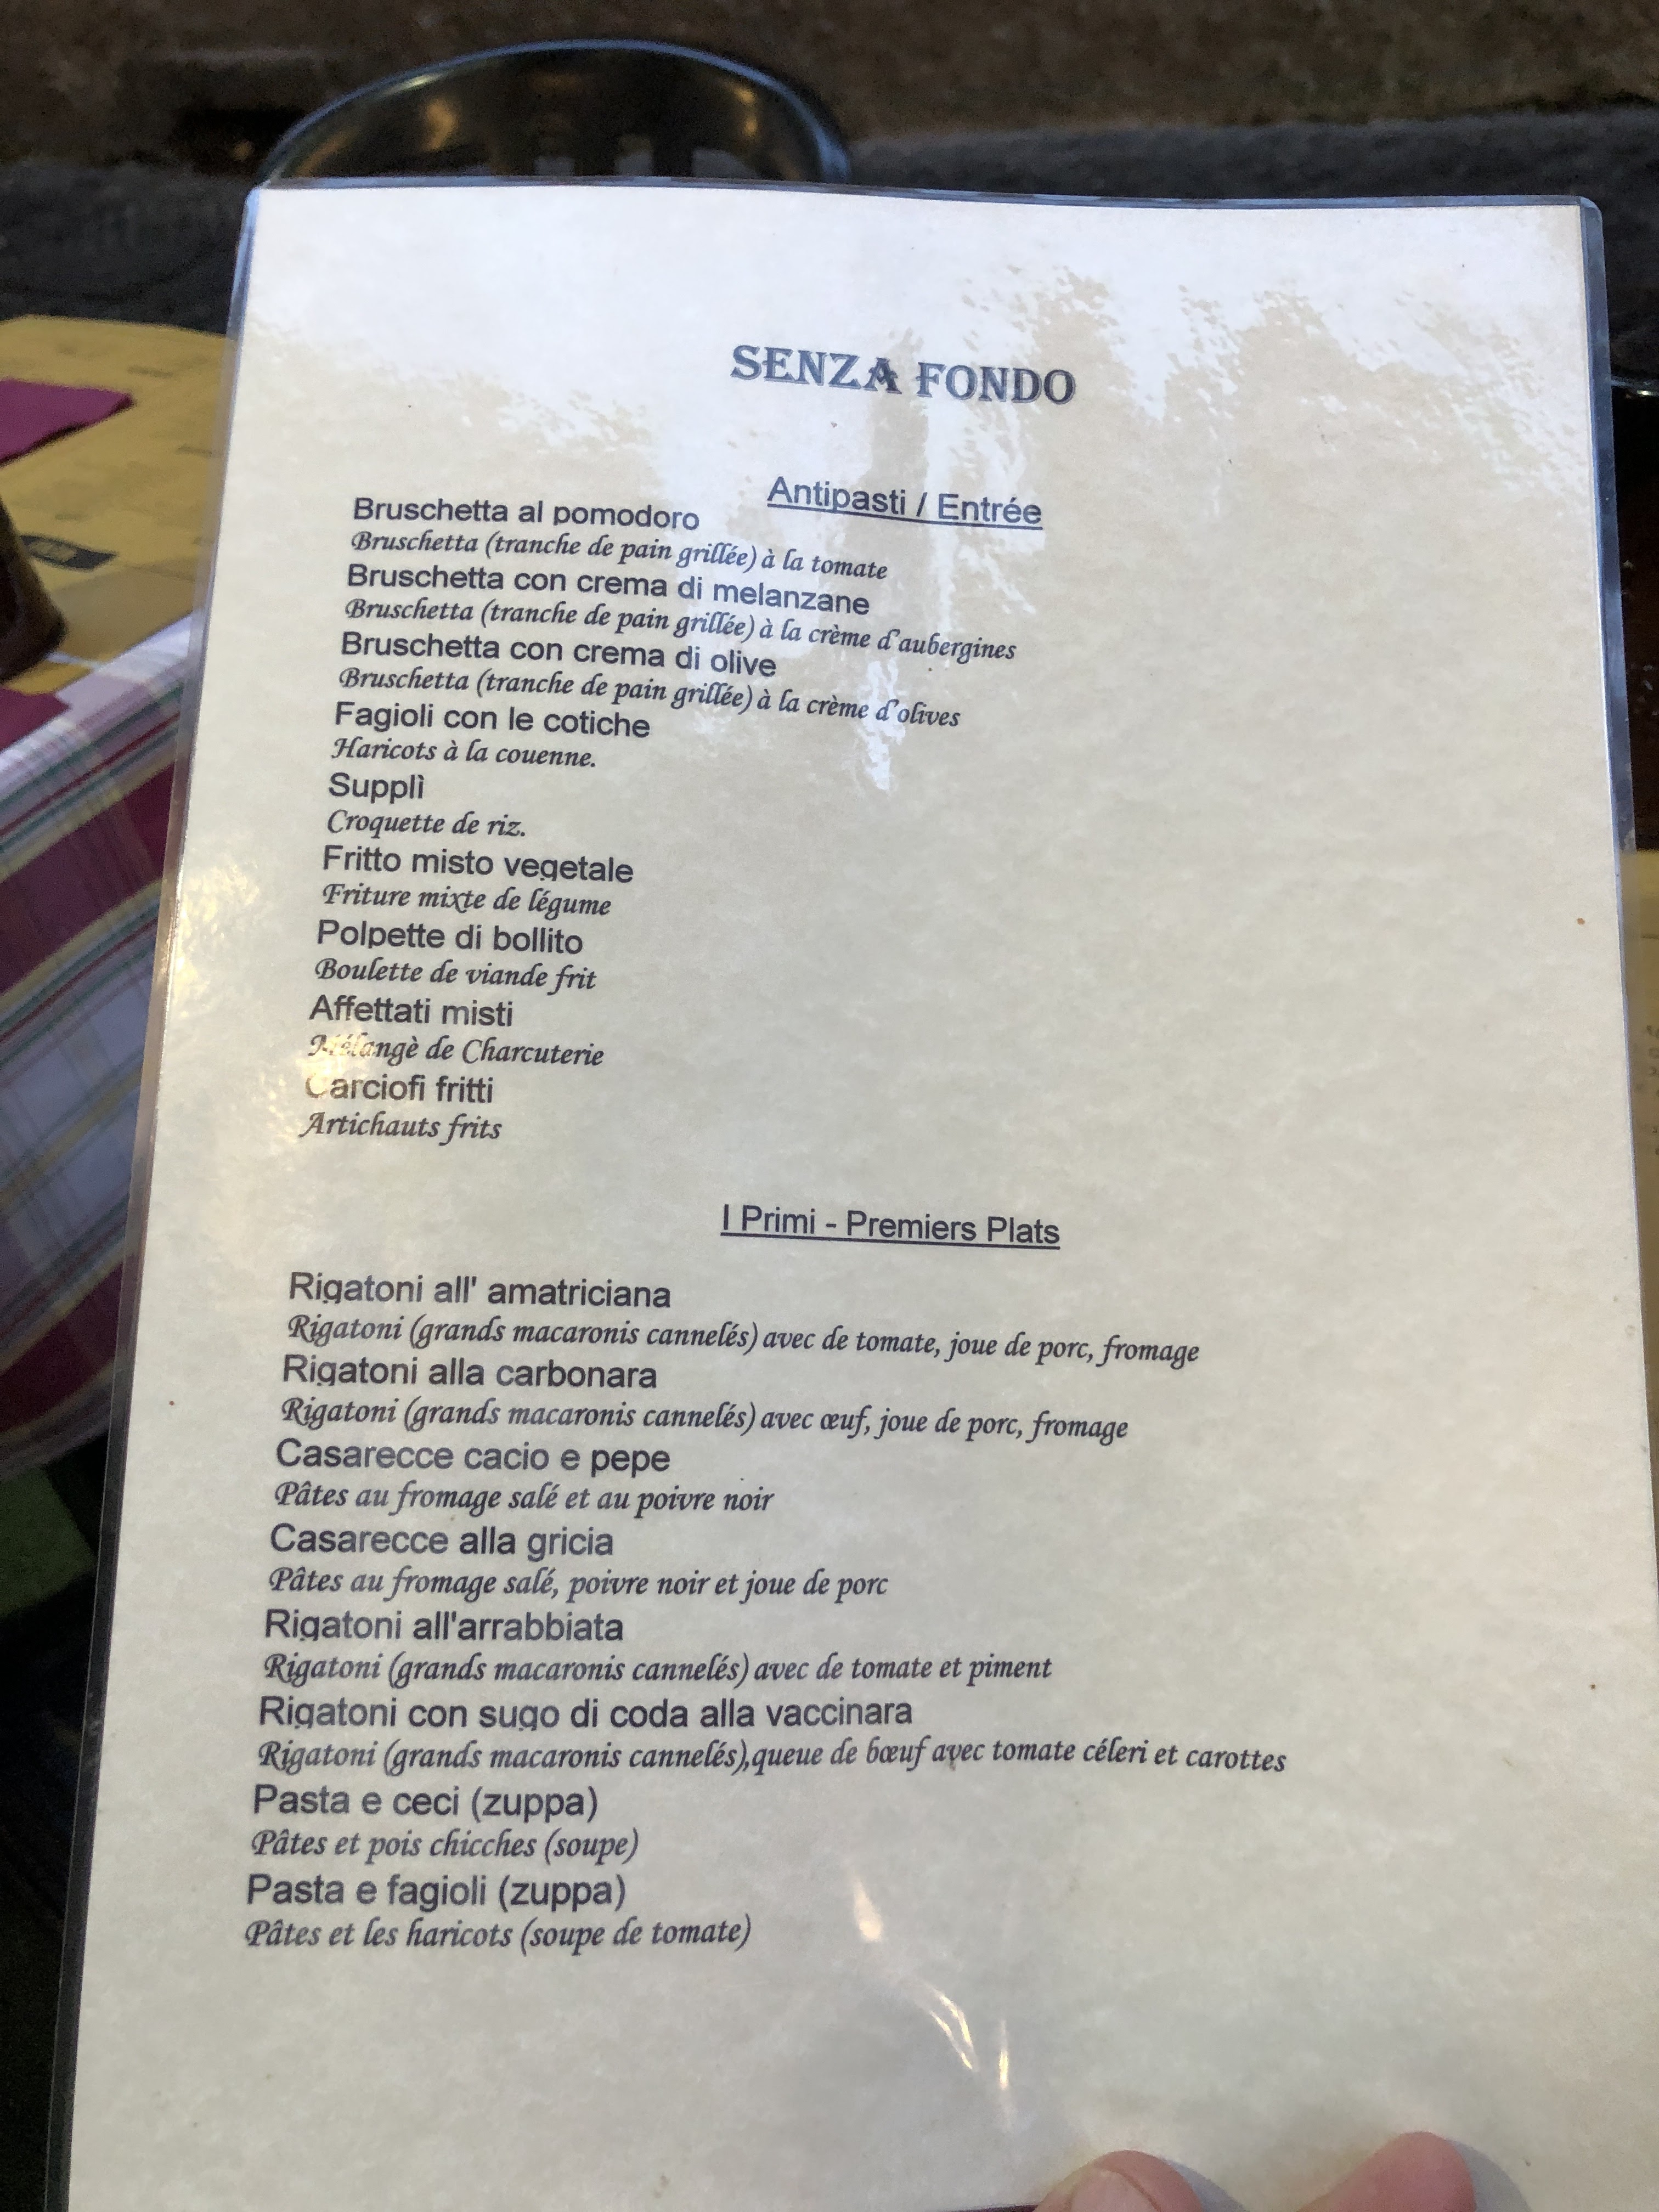 SENZA FONDO
Antipasti / Entrée
Bruschetta al pomodoro
Bruschetta (tranche de pain grillée) à la tomate
Bruschetta con crema di melanzane
Bruschetta (tranche de pain grillée) à la crème d'aubergines
Bruschetta con crema di olive
Bruschetta (tranche de pain grillée) à la crème d'olives
Fagioli con le cotiche
Haricots à la couenne.
Supplì
Croquette de riz.
Fritto misto vegetale
Friture mixte de légume
Polpette di bollito
Boulette de viande frit
Affettati misti
Mélangè de Charcuterie
Carciofi fritti
Artichauts frits
I Primi - Premiers Plats
Rigatoni all' amatriciana
Rigatoni (grands macaronis cannelés) avec de tomate, joue de porc, fromage
Rigatoni alla carbonara
Rigatoni (grands macaronis cannelés) avec œuf, joue de porc, fromage
Casarecce cacio e pepe
Pâtes au fromage salé et au poivre noir
Casarecce alla gricia
Pâtes au fromage salé, poivre noir et joue de porc
Rigatoni all'arrabbiata
Rigatoni (grands macaronis cannelés) avec de tomate et piment
Rigatoni con sugo di coda alla vaccinara
Rigatoni (grands macaronis cannelés),queue de bœuf avec tomate céleri et carottes
Pasta e ceci (zuppa)
Pâtes et pois chicches (soupe)
Pasta e fagioli (zuppa)
Pâtes et les haricots (soupe de tomate)